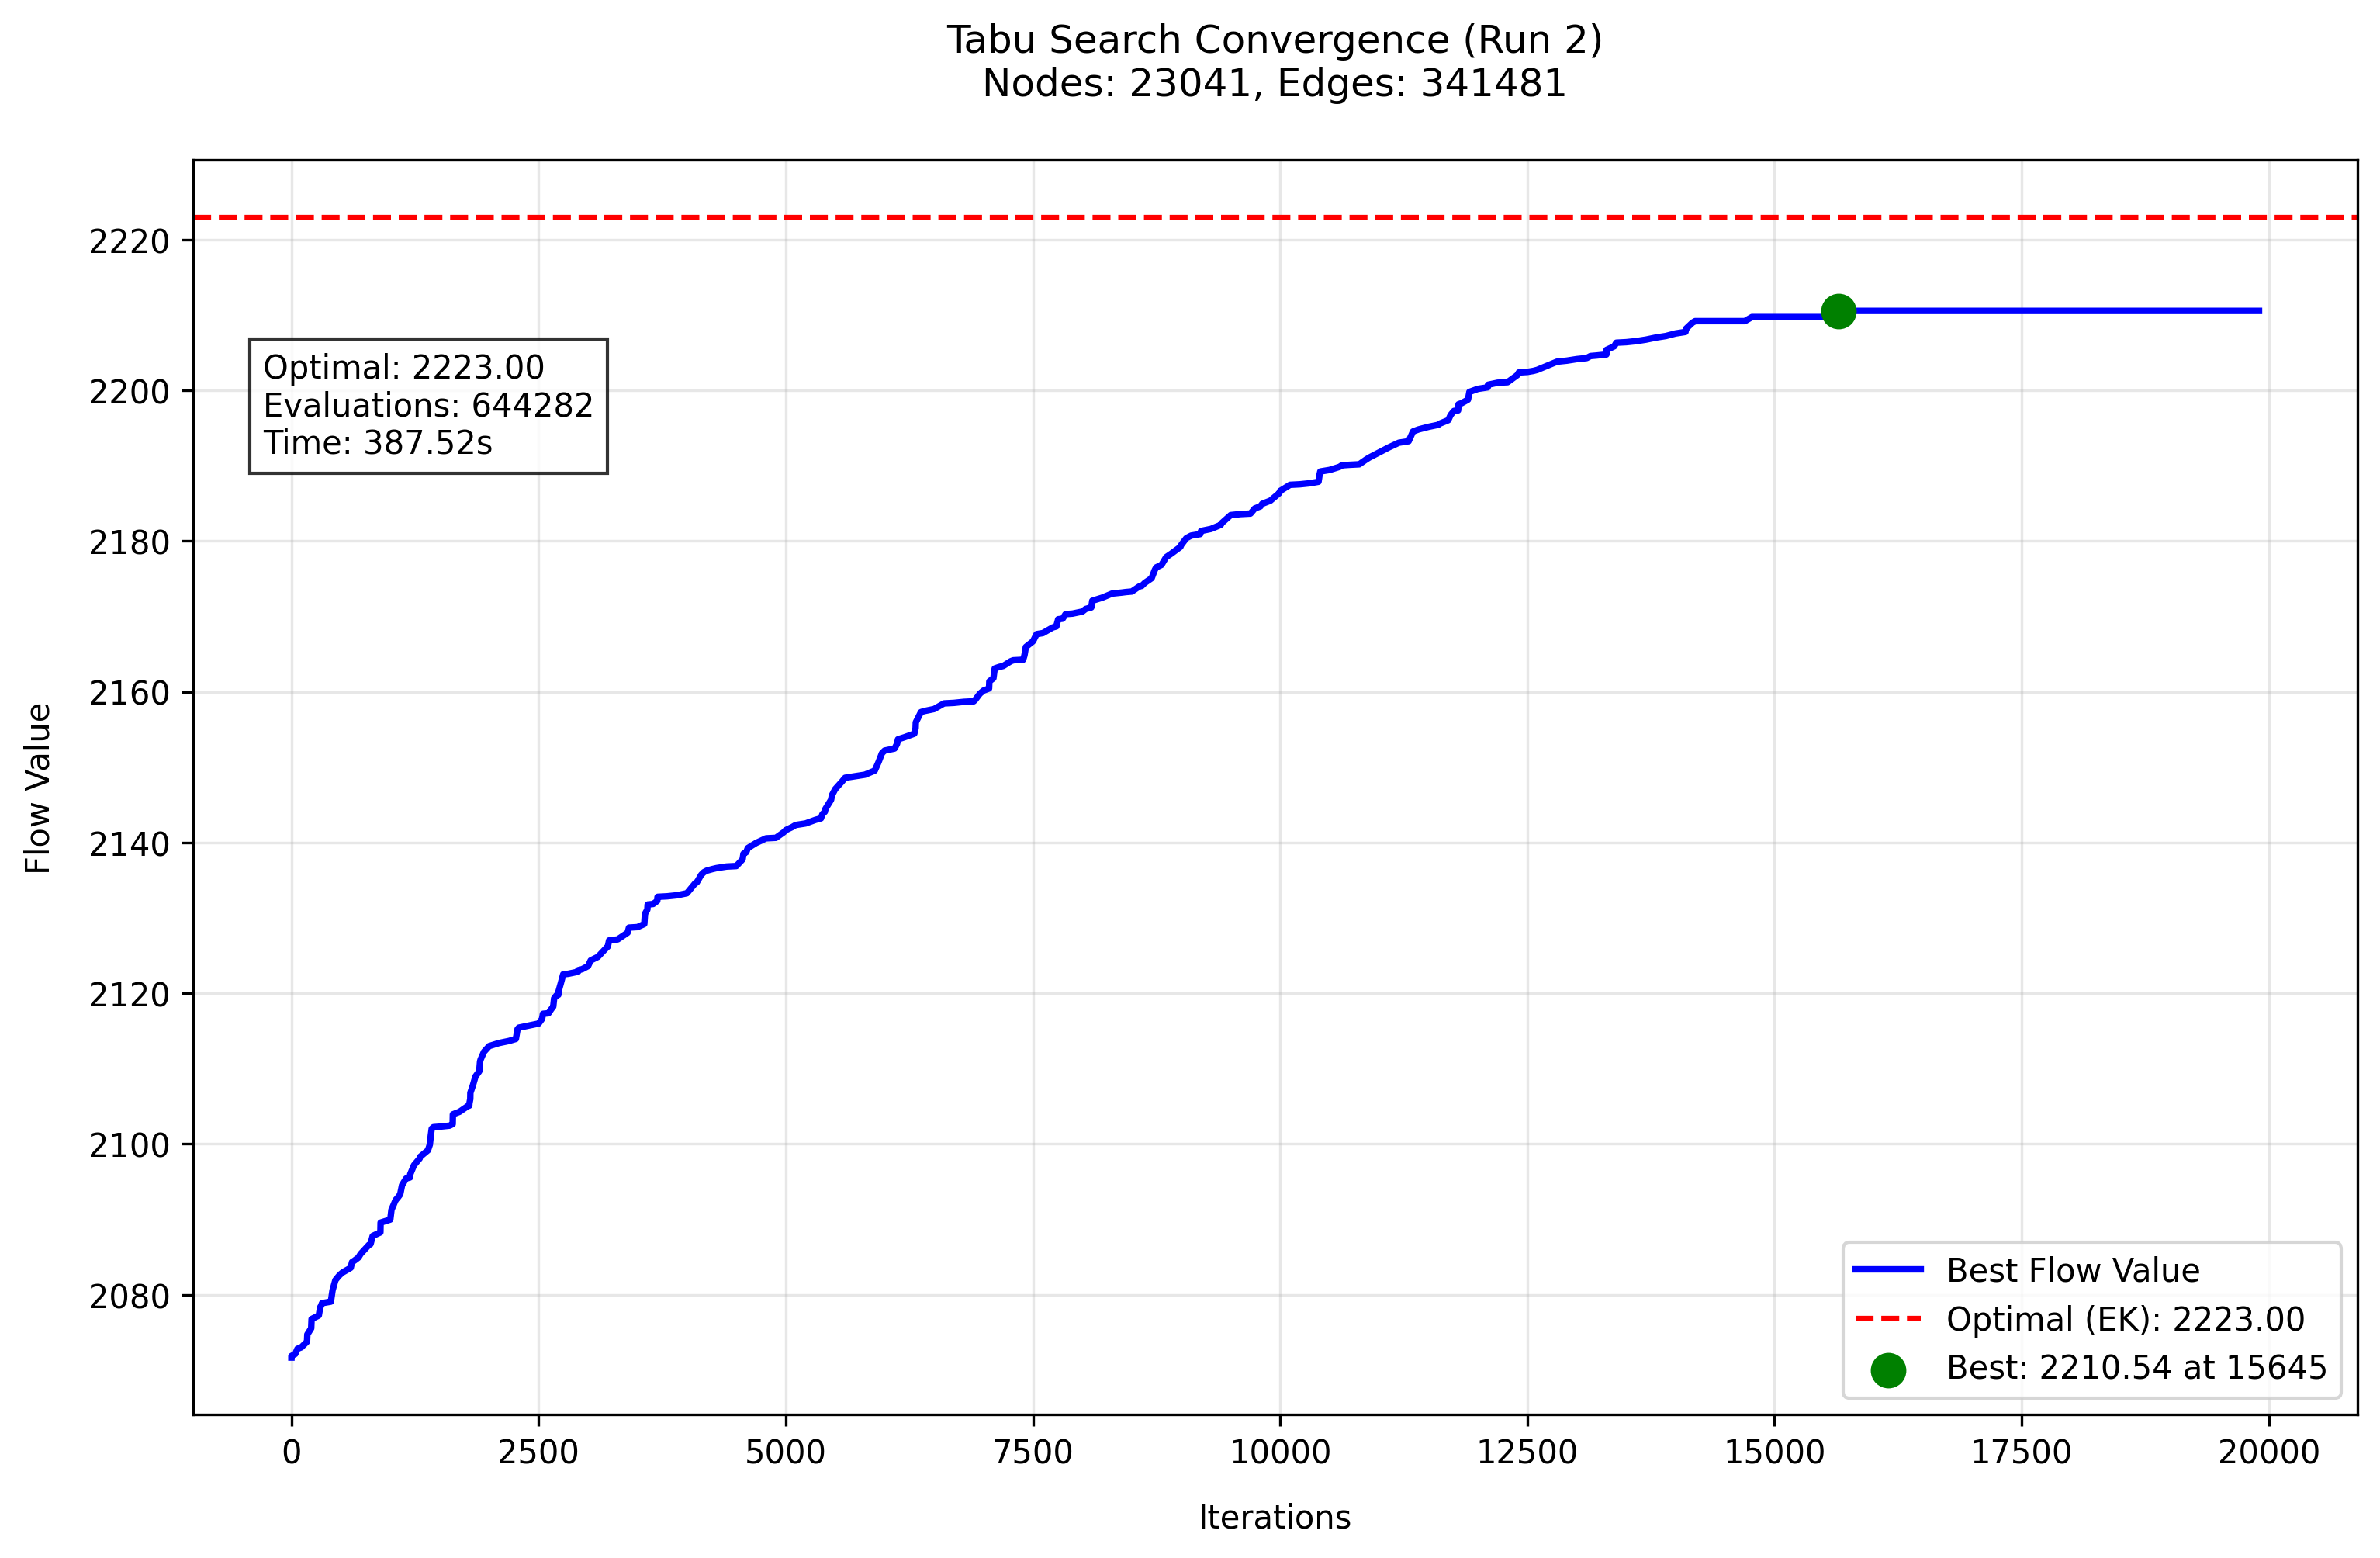 Tabu Search Convergence (Run 2)
Nodes: 23041, Edges: 341481
Flow Value
2220
2200
2180
2160
2140
2120
2100
2080
Optimal: 2223.00
Evaluations: 644282
Time: 387.52s
Best Flow Value
Optimal (EK): 2223.00
Best: 2210.54 at 15645
0 2500 5000 7500 10000 12500 15000 17500 20000
Iterations